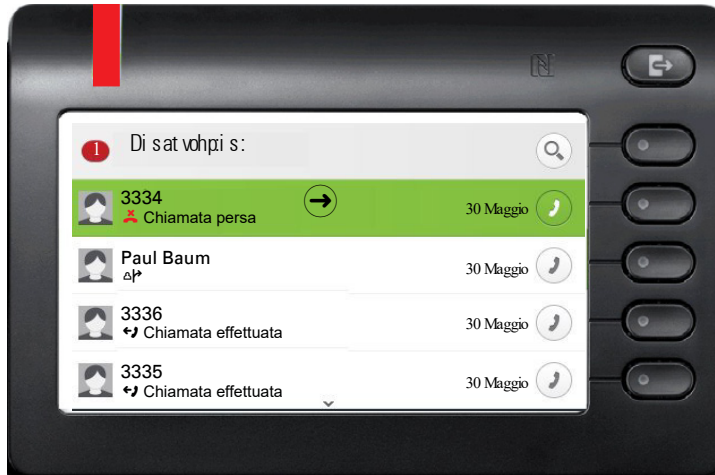 1
3334
Chiamata persa
30 Maggio
Paul Baum
30 Maggio
3336
Chiamata effettuata
30 Maggio
3335
Chiamata effettuata
30 Maggio